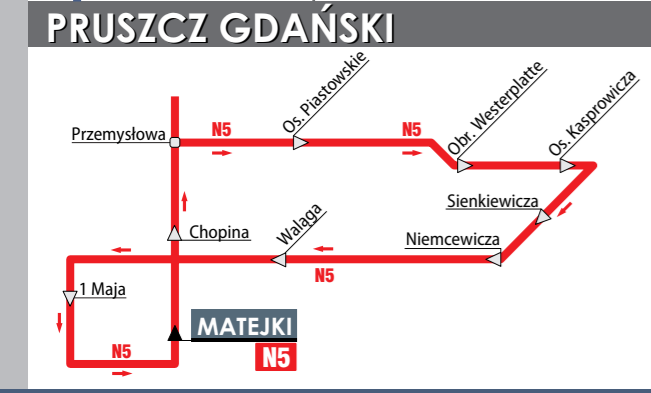 PRUSZCZ GDAŃSKI
Os. Piastowskie
Obr. Westerplatte
Os. Kasprowicza
Przemysłowa
N5
N5
Sienkiewicza
Chopina
Wałąga
Niemcewicza
N5
1 Maja
MATEJKI
N5
N5